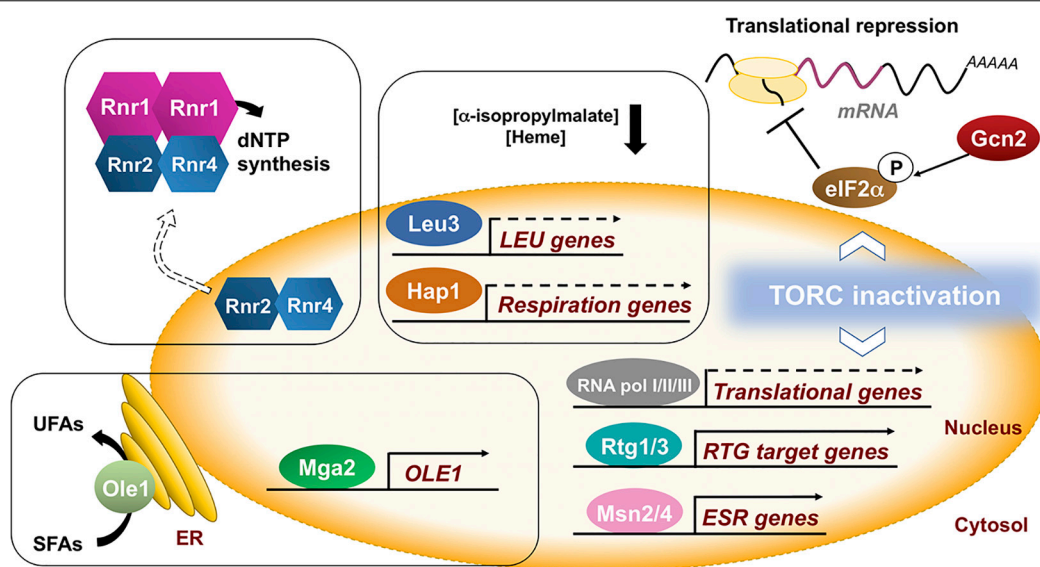 Translational repression
AAAAA
mRNA
Gcn2
P
eIF2α
Rnr1
Rnr1
Rnr2
Rnr4
dNTP
synthesis
Rnr2
Rnr4
[α-isopropylmalate]
[Heme]
Leu3
LEU genes
Hap1
Respiration genes
TORC inactivation
RNA pol I/II/III
Translational genes
Rtg1/3
RTG target genes
Msn2/4
ESR genes
Nucleus
Cytosol
UFAs
Ole1
SFAs
ER
Mga2
OLE1